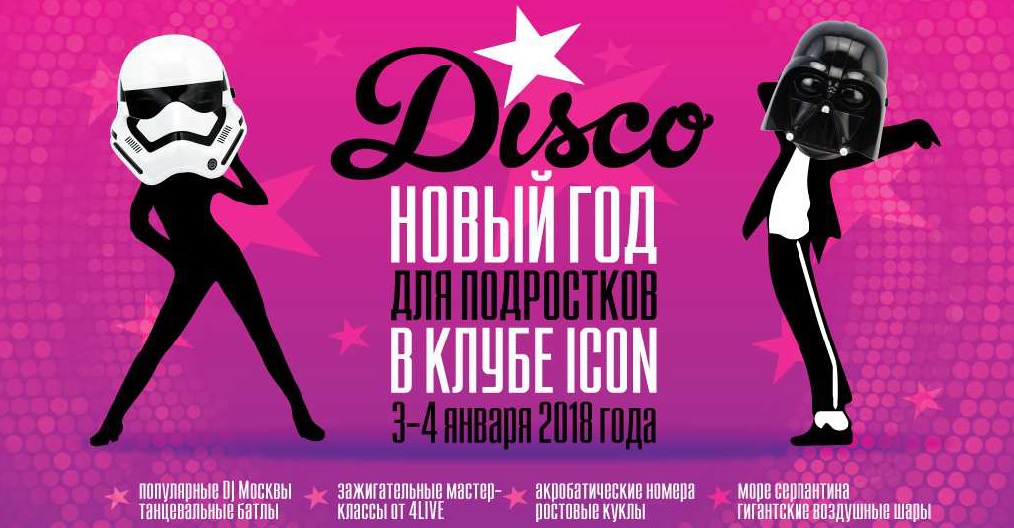 Disco
НОВЫЙ ГОД
ДЛЯ ПОДРОСТКОВ
В КЛУБЕ ICON
3-4 января 2018 года
популярные DJ Москвы
танцевальные батлы
зажигательные мастер-
классы от 4LIVE
акробатические номера
ростовые куклы
море серпантина
гигантские воздушные шары